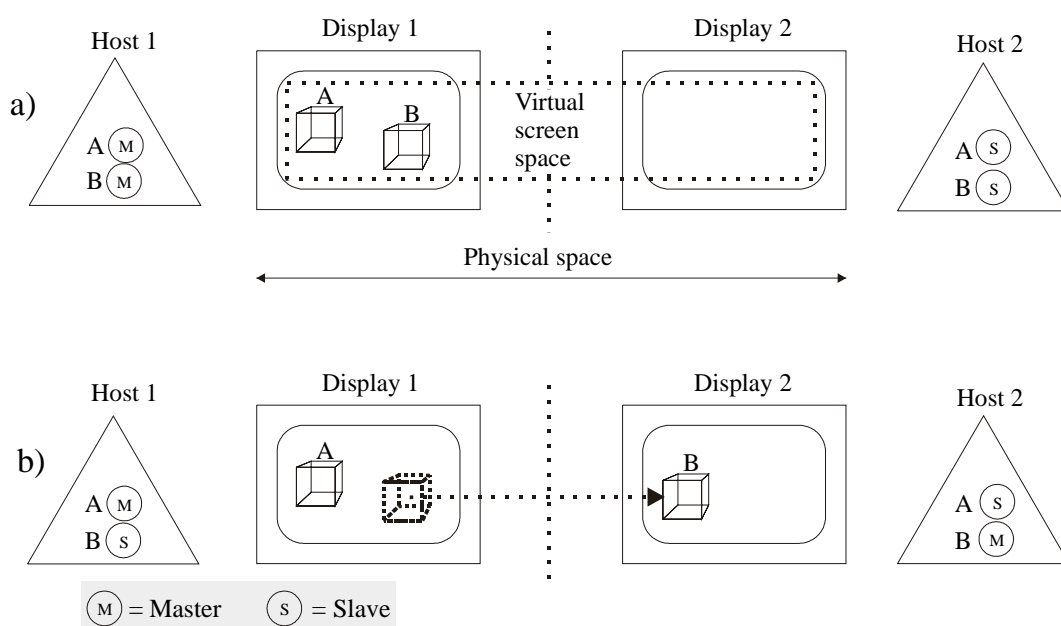 Host 1
Display 1
Display 2
Host 2
a)
A
B
Virtual
screen
space
A M
B M
A S
B S
Physical space
Host 1
Display 1
Display 2
Host 2
b)
A
B
A M
B S
A S
B M
M = Master S = Slave